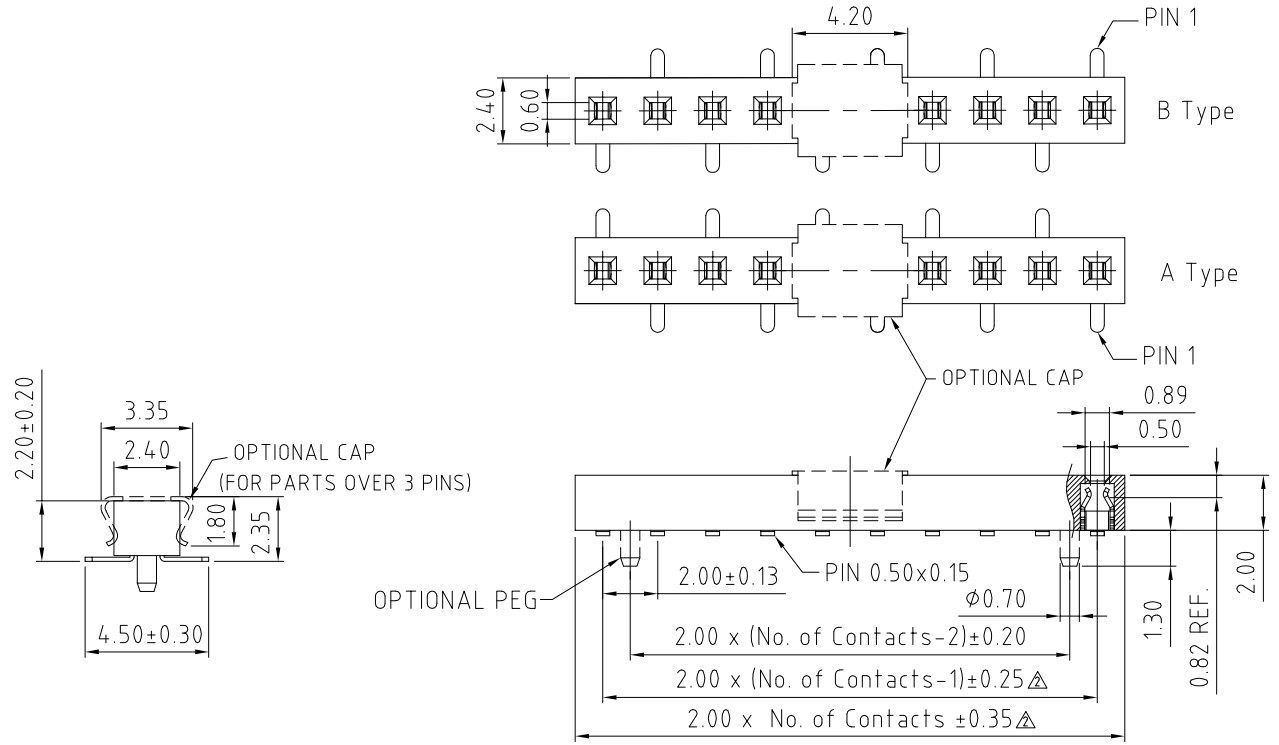 4.20
PIN 1
2.40
0.60
B Type
A Type
PIN 1
OPTIONAL CAP
0.89
0.50
2.20±0.20
3.35
2.40
OPTIONAL CAP
(FOR PARTS OVER 3 PINS)
1.80
2.35
4.50±0.30
OPTIONAL PEG
2.00±0.13
PIN 0.50x0.15
Ø0.70
1.30
0.82 REF.
2.00
2.00 x (No. of Contacts-2)±0.20
2.00 x (No. of Contacts-1)±0.25 2
2.00 x No. of Contacts ±0.35 2